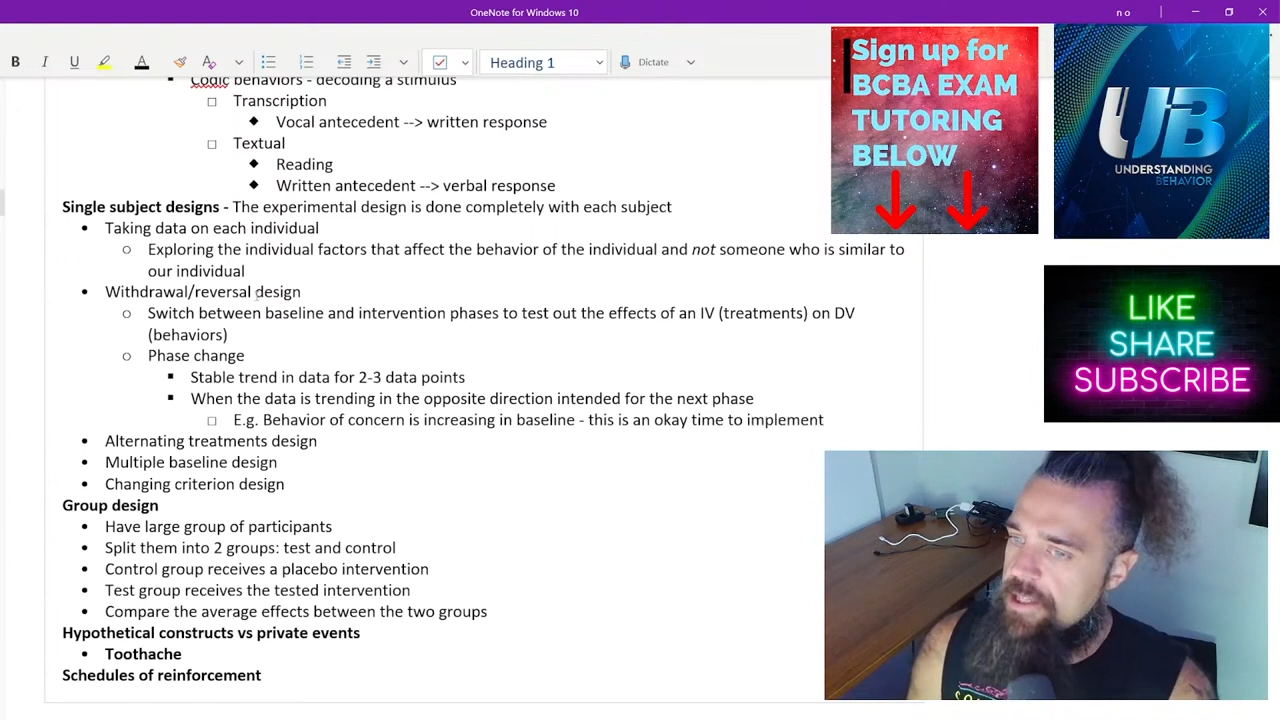 OneNote for Windows 10
n o
B I U A A Heading 1 Dictate
Codic behaviors - decoding a stimulus
Transcription
Vocal antecedent --> written response
Textual
Reading
Written antecedent --> verbal response
Single subject designs - The experimental design is done completely with each subject
Taking data on each individual
Exploring the individual factors that affect the behavior of the individual and not someone who is similar to
our individual
Withdrawal/reversal design
Switch between baseline and intervention phases to test out the effects of an IV (treatments) on DV
(behaviors)
Phase change
Stable trend in data for 2-3 data points
When the data is trending in the opposite direction intended for the next phase
E.g. Behavior of concern is increasing in baseline - this is an okay time to implement
Alternating treatments design
Multiple baseline design
Changing criterion design
Group design
Have large group of participants
Split them into 2 groups: test and control
Control group receives a placebo intervention
Test group receives the tested intervention
Compare the average effects between the two groups
Hypothetical constructs vs private events
Toothache
Schedules of reinforcement
Sign up for
BCBA EXAM
TUTORING
BELOW
UB
UNDERSTANDING
BEHAVIOR
LIKE
SHARE
SUBSCRIBE